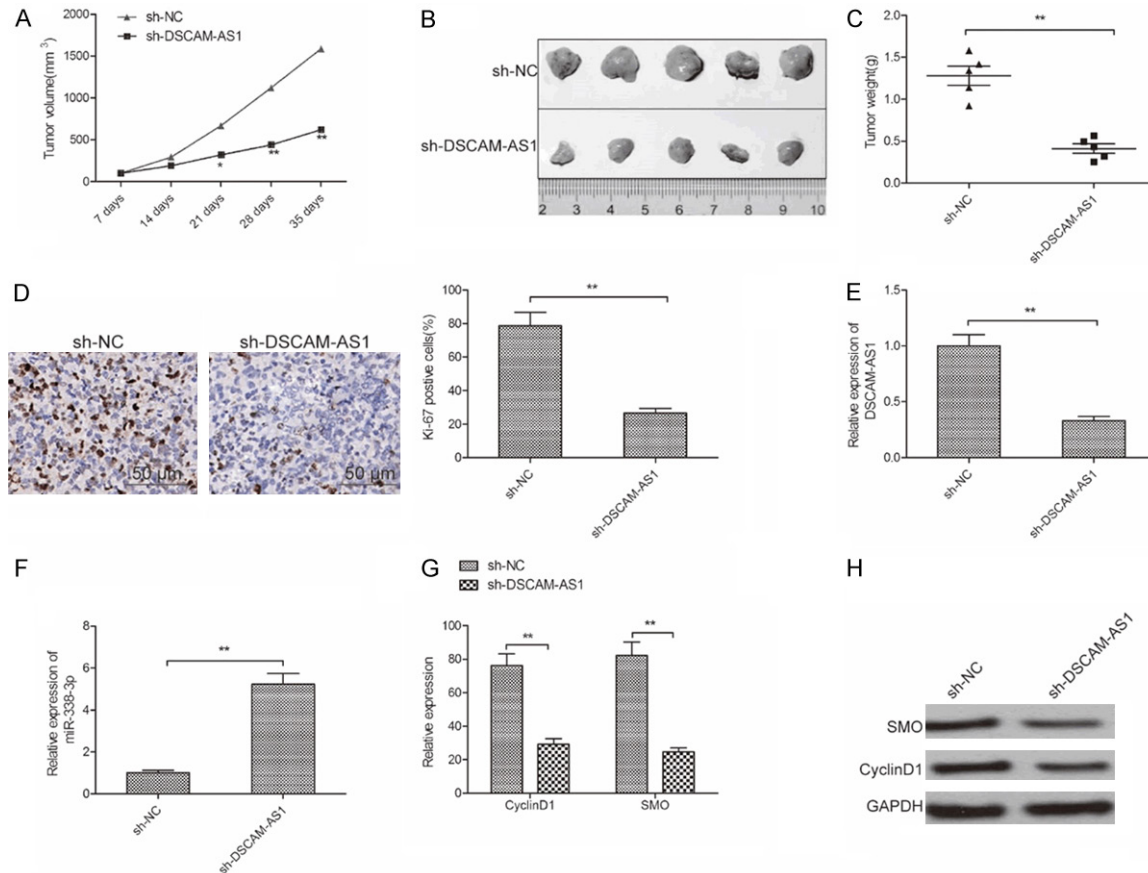 A
sh-NC
sh-DSCAM-AS1
Tumor volume(mm 3)
2000
1500
1000
500
0
*
**
**
7 days
14 days
21 days
28 days
35 days
B
sh-NC
sh-DSCAM-AS1
2 3 4 5 6 7 8 9 10
C
**
Tumor weight(g)
2.0
1.5
1.0
0.5
0.0
sh-NC
sh-DSCAM-AS1
D
sh-NC
50 µm
sh-DSCAM-AS1
50 µm
Ki-67 postive cells(%)
100
80
60
40
20
0
**
sh-NC
sh-DSCAM-AS1
E
Relative expression of
DSCAM-AS1
1.5
1.0
0.5
0.0
**
sh-NC
sh-DSCAM-AS1
F
Relative expression of
miR-338-3p
8
6
4
2
0
**
sh-NC
sh-DSCAM-AS1
G
sh-NC
sh-DSCAM-AS1
Relative expression
100
80
60
40
20
0
**
**
CyclinD1
SMO
H
sh-NC
sh-DSCAM-AS1
SMO
CyclinD1
GAPDH